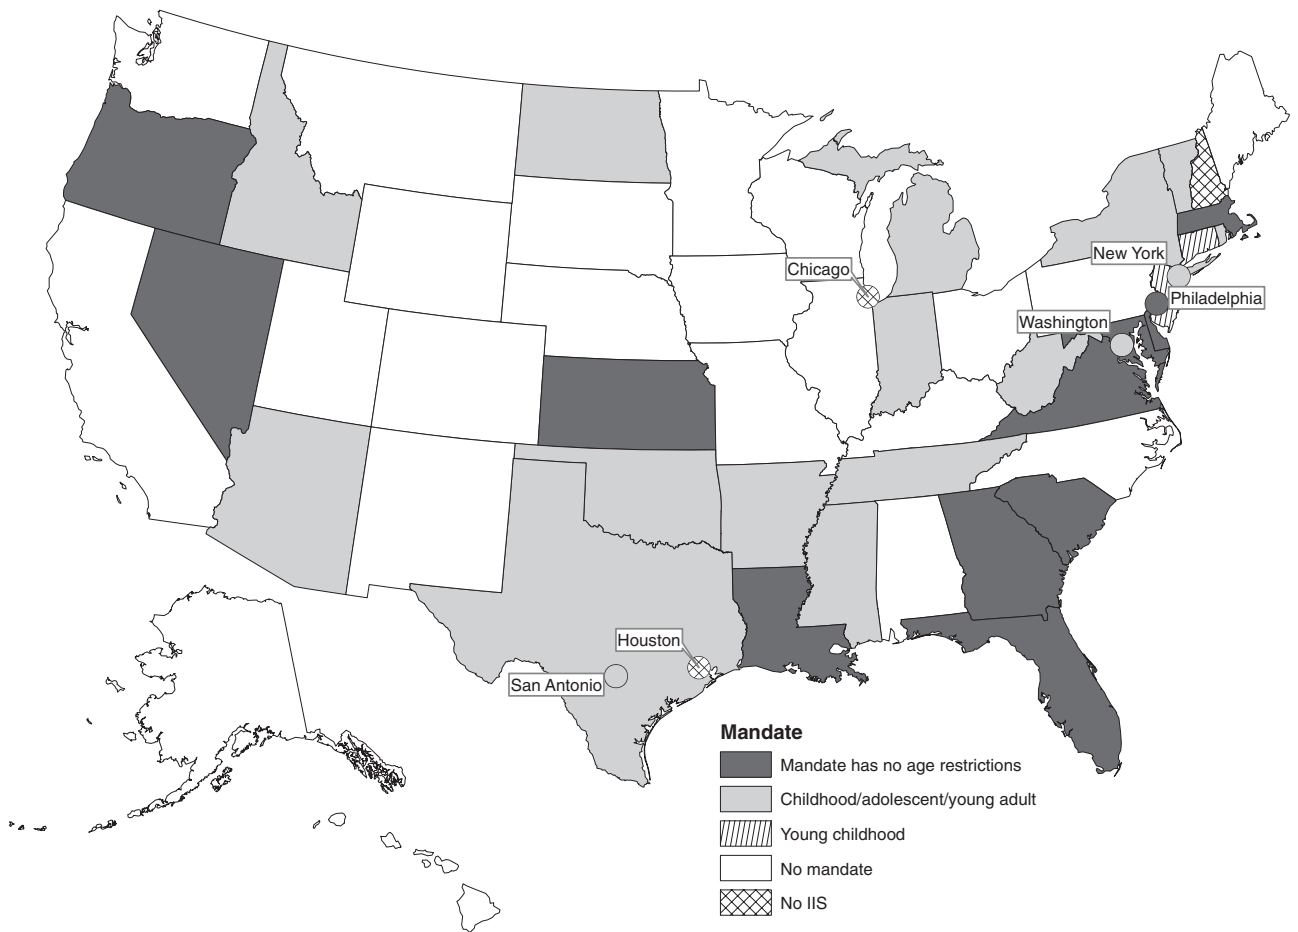 New York
Chicago
Philadelphia
Washington
Houston
San Antonio
Mandate
Mandate has no age restrictions
Childhood/adolescent/young adult
Young childhood
No mandate
No IIS